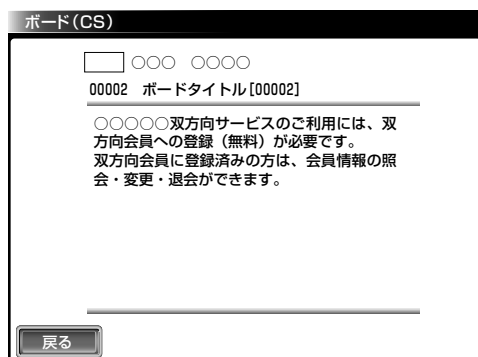 ボード(CS)
○○○ ○○○○
00002 ボードタイトル[00002]
○○○○○双方向サービスのご利用には、双
方向会員への登録（無料）が必要です。
双方向会員に登録済みの方は、会員情報の照
会・変更・退会ができます。
戻る